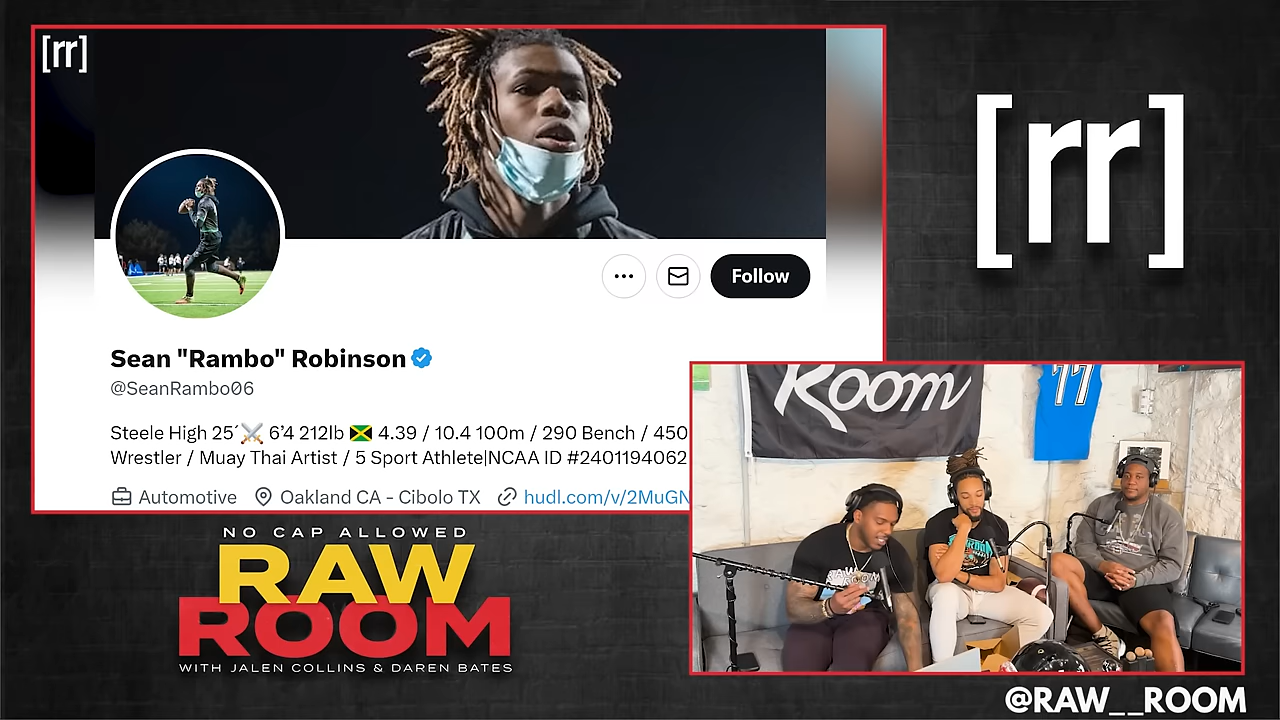 [rr]
[rr]
Follow
Sean "Rambo" Robinson
@SeanRambo06
Steele High 25´⚔️ 6’4 212lb 🇯🇲 4.39 / 10.4 100m / 290 Bench / 450
Wrestler / Muay Thai Artist / 5 Sport Athlete|NCAA ID #2401194062
Automotive Oakland CA - Cibolo TX hudl.com/v/2MuGN
Room
77
RAW
ROOM
NO CAP ALLOWED
RAW
ROOM
WITH JALEN COLLINS & DAREN BATES
@RAW__ROOM